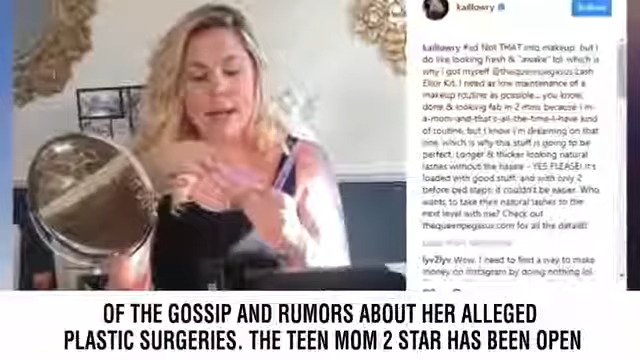 kaillowry
Follow
kaillowry #ad Not THAT into makeup, but I
do like looking fresh & "awake" lol which is
why I got myself @thequeenpegasus Lash
Elixir Kit. I need as low maintenance of a
makeup routine as possible... you know,
done & looking fab in 2 mins because i-m-
a-mom-and-that's-all-the-time-I-have kind
of routine, but I know I'm dreaming on that
one, which is why this stuff is going to be
perfect. Longer & thicker looking natural
lashes without the hassle - YES PLEASE! It's
loaded with good stuff, and with only 2
before bed steps, it couldn't be easier. Who
wants to take their natural lashes to the
next level with me? Check out
thequeenpegasus.com for all the details!
lyv2lyv Wow. I need to find a way to make
money on Instagram by doing nothing lol
OF THE GOSSIP AND RUMORS ABOUT HER ALLEGED
PLASTIC SURGERIES. THE TEEN MOM 2 STAR HAS BEEN OPEN